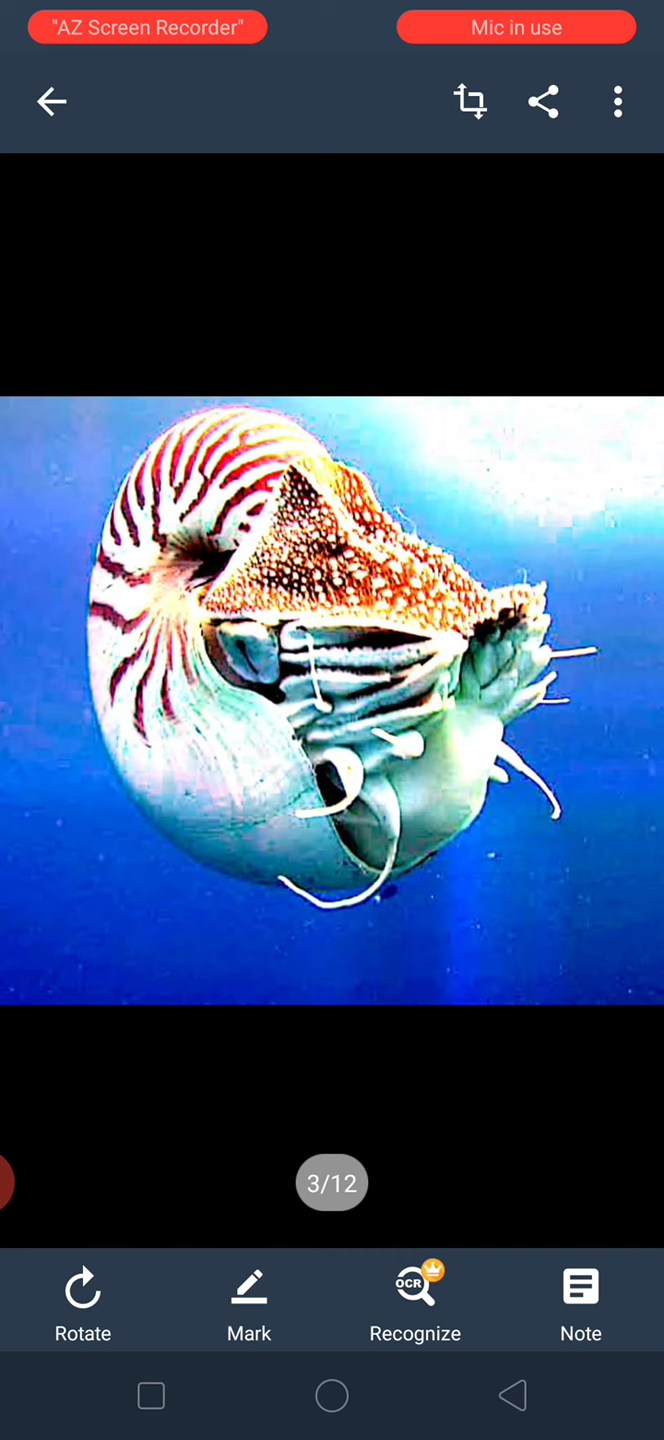 "AZ Screen Recorder"
Mic in use
3/12
OCR
Rotate
Mark
Recognize
Note